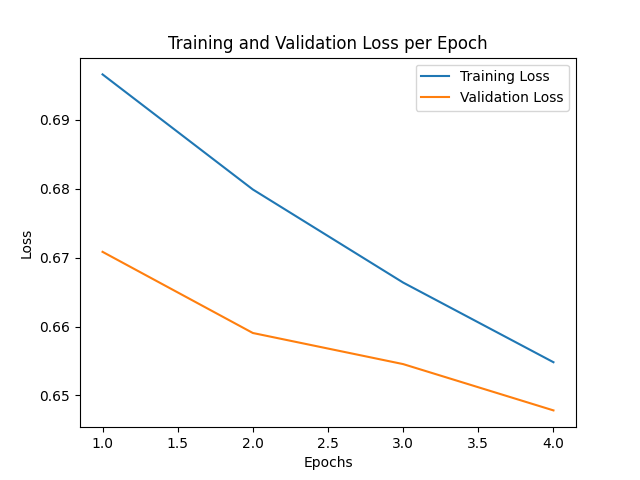 Training and Validation Loss per Epoch
Training Loss
Validation Loss
0.69
0.68
0.67
0.66
0.65
Loss
1.0 1.5 2.0 2.5 3.0 3.5 4.0
Epochs